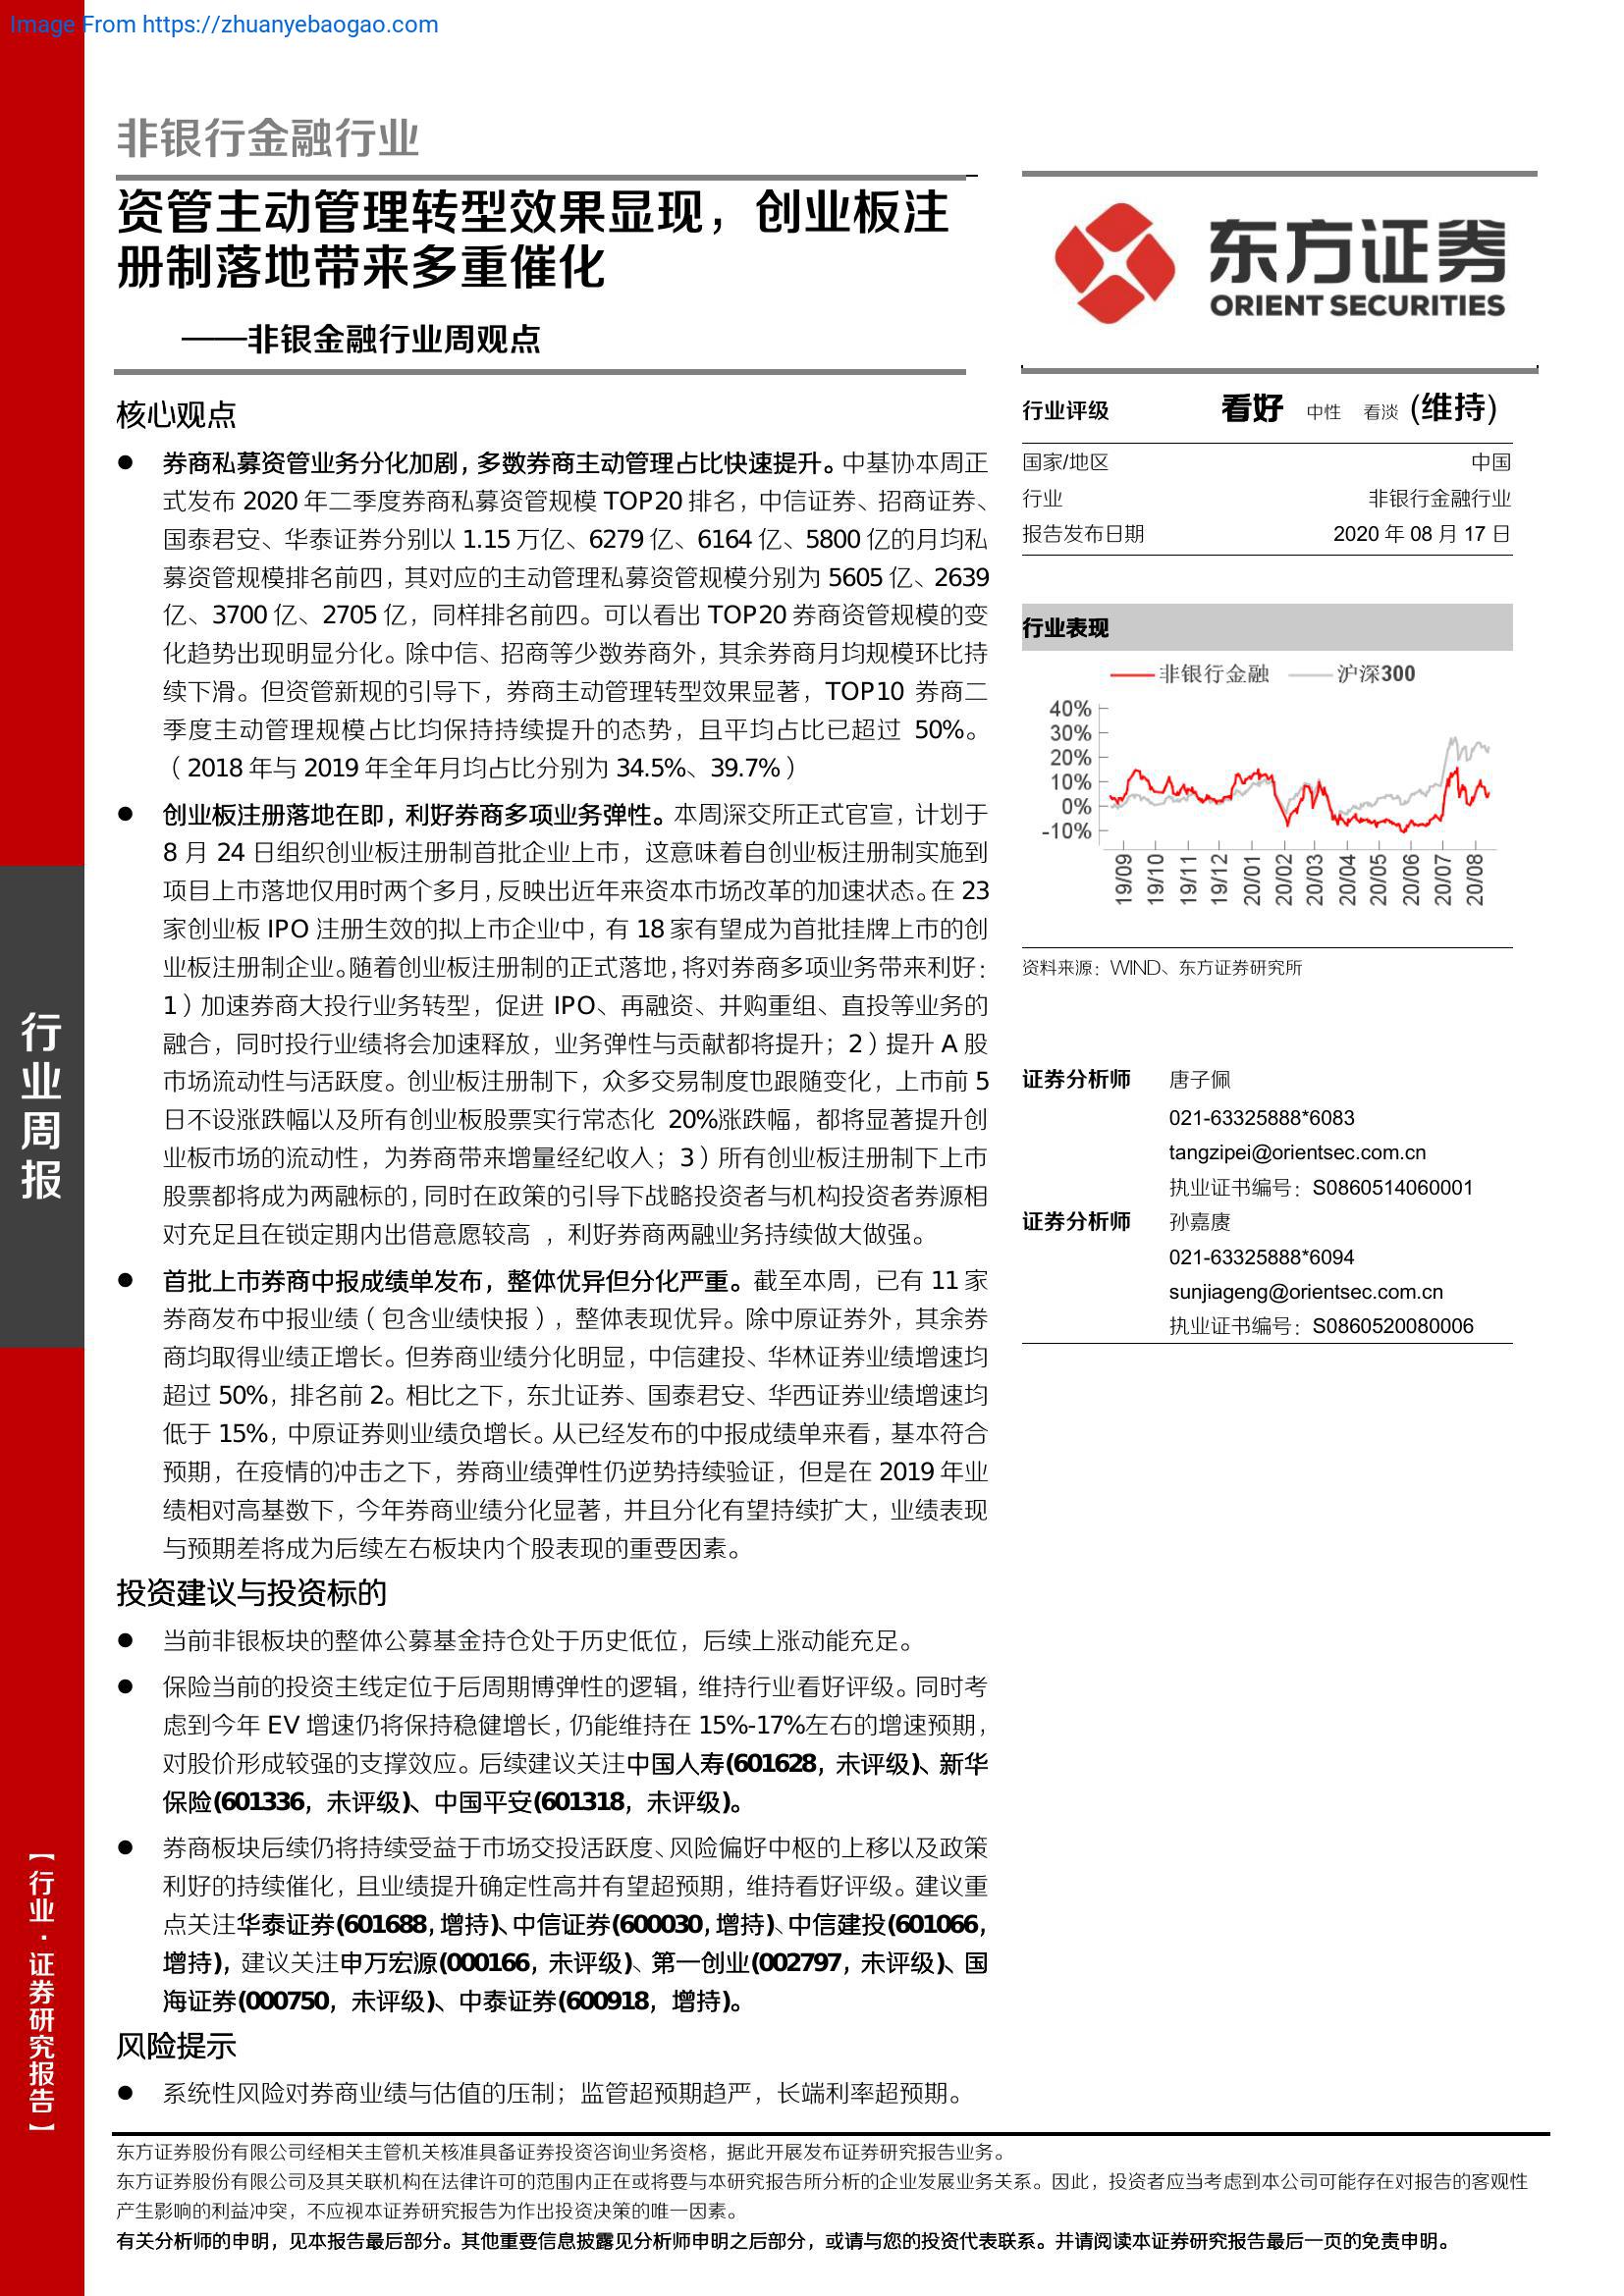 Image From https://zhuanyebaogao.com
非银行金融行业
资管主动管理转型效果显现，创业板注
册制落地带来多重催化
——非银金融行业周观点
核心观点
● 券商私募资管业务分化加剧，多数券商主动管理占比快速提升。中基协本周正
式发布 2020 年二季度券商私募资管规模 TOP20 排名，中信证券、招商证券、
国泰君安、华泰证券分别以 1.15 万亿、6279 亿、6164 亿、5800 亿的月均私
募资管规模排名前四，其对应的主动管理私募资管规模分别为 5605 亿、2639
亿、3700 亿、2705 亿，同样排名前四。可以看出 TOP20 券商资管规模的变
化趋势出现明显分化。除中信、招商等少数券商外，其余券商月均规模环比持
续下滑。但资管新规的引导下，券商主动管理转型效果显著，TOP10 券商二
季度主动管理规模占比均保持持续提升的态势，且平均占比已超过 50%。
（2018 年与 2019 年全年月均占比分别为 34.5%、39.7%）
● 创业板注册落地在即，利好券商多项业务弹性。本周深交所正式官宣，计划于
8 月 24 日组织创业板注册制首批企业上市，这意味着自创业板注册制实施到
项目上市落地仅用时两个多月，反映出近年来资本市场改革的加速状态。在 23
家创业板 IPO 注册生效的拟上市企业中，有 18 家有望成为首批挂牌上市的创
业板注册制企业。随着创业板注册制的正式落地，将对券商多项业务带来利好：
1）加速券商大投行业务转型，促进 IPO、再融资、并购重组、直投等业务的
融合，同时投行业绩将会加速释放，业务弹性与贡献都将提升；2）提升 A 股
市场流动性与活跃度。创业板注册制下，众多交易制度也跟随变化，上市前 5
日不设涨跌幅以及所有创业板股票实行常态化 20%涨跌幅，都将显著提升创
业板市场的流动性，为券商带来增量经纪收入；3）所有创业板注册制下上市
股票都将成为两融标的，同时在政策的引导下战略投资者与机构投资者券源相
对充足且在锁定期内出借意愿较高 ，利好券商两融业务持续做大做强。
● 首批上市券商中报成绩单发布，整体优异但分化严重。截至本周，已有 11 家
券商发布中报业绩（包含业绩快报），整体表现优异。除中原证券外，其余券
商均取得业绩正增长。但券商业绩分化明显，中信建投、华林证券业绩增速均
超过 50%，排名前 2。相比之下，东北证券、国泰君安、华西证券业绩增速均
低于 15%，中原证券则业绩负增长。从已经发布的中报成绩单来看，基本符合
预期，在疫情的冲击之下，券商业绩弹性仍逆势持续验证，但是在 2019 年业
绩相对高基数下，今年券商业绩分化显著，并且分化有望持续扩大，业绩表现
与预期差将成为后续左右板块内个股表现的重要因素。
投资建议与投资标的
● 当前非银板块的整体公募基金持仓处于历史低位，后续上涨动能充足。
● 保险当前的投资主线定位于后周期博弹性的逻辑，维持行业看好评级。同时考
虑到今年 EV 增速仍将保持稳健增长，仍能维持在 15%-17%左右的增速预期，
对股价形成较强的支撑效应。后续建议关注中国人寿(601628，未评级)、新华
保险(601336，未评级)、中国平安(601318，未评级)。
● 券商板块后续仍将持续受益于市场交投活跃度、风险偏好中枢的上移以及政策
利好的持续催化，且业绩提升确定性高并有望超预期，维持看好评级。建议重
点关注华泰证券(601688，增持)、中信证券(600030，增持)、中信建投(601066，
增持)，建议关注申万宏源(000166，未评级)、第一创业(002797，未评级)、国
海证券(000750，未评级)、中泰证券(600918，增持)。
风险提示
● 系统性风险对券商业绩与估值的压制；监管超预期趋严，长端利率超预期。
东方证券
ORIENT SECURITIES
行业评级 看好 中性 看淡 (维持)
国家/地区 中国
行业 非银行金融行业
报告发布日期 2020 年 08 月 17 日
行业表现
非银行金融 沪深300
40%
30%
20%
10%
0%
-10%
19/09 19/10 19/11 19/12 20/01 20/02 20/03 20/04 20/05 20/06 20/07 20/08
资料来源：WIND、东方证券研究所
证券分析师 唐子佩
021-63325888*6083
tangzipei@orientsec.com.cn
执业证书编号：S0860514060001
证券分析师 孙嘉赓
021-63325888*6094
sunjiageng@orientsec.com.cn
执业证书编号：S0860520080006
行业周报
【行业·证券研究报告】
东方证券股份有限公司经相关主管机关核准具备证券投资咨询业务资格，据此开展发布证券研究报告业务。
东方证券股份有限公司及其关联机构在法律许可的范围内正在或将要与本研究报告所分析的企业发展业务关系。因此，投资者应当考虑到本公司可能存在对报告的客观性
产生影响的利益冲突，不应视本证券研究报告为作出投资决策的唯一因素。
有关分析师的申明，见本报告最后部分。其他重要信息披露见分析师申明之后部分，或请与您的投资代表联系。并请阅读本证券研究报告最后一页的免责申明。